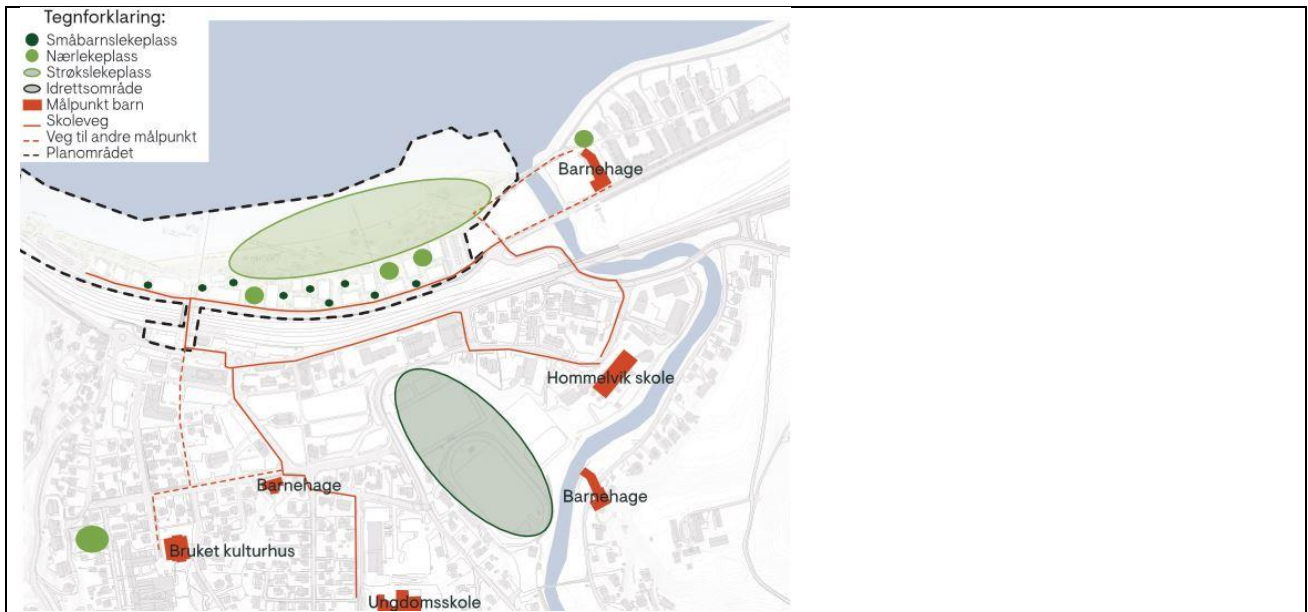 Tegnforklaring:
Småbarnslekeplass
Nærlekeplass
Strøkslekeplass
Idrettsområde
Målpunkt barn
Skoleveg
Veg til andre målpunkt
Planområdet
Barnehage
Hommelvik skole
Barnehage
Barnehage
Bruket kulturhus
Ungdomsskole